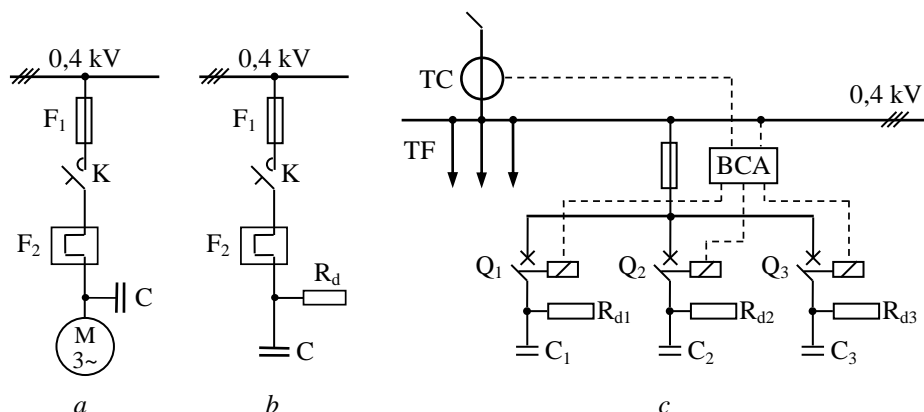 0,4 kV
F1
K
F2
C
M
3~
a
0,4 kV
F1
K
F2
Rd
C
b
TC
0,4 kV
TF
BCA
Q1
Q2
Q3
Rd1
Rd2
Rd3
C1
C2
C3
c